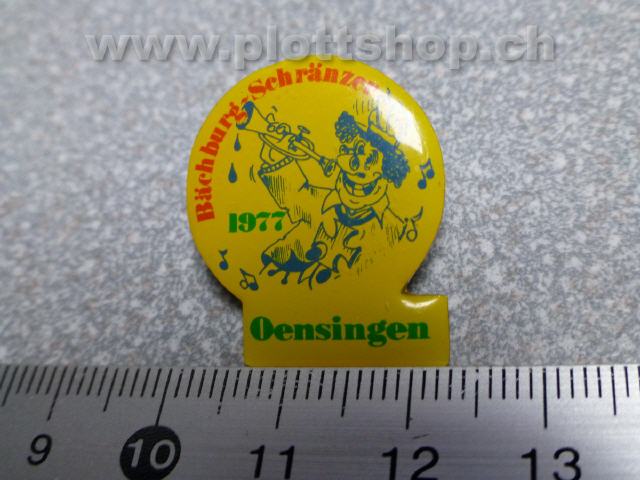 www.plottshop.ch
Bächburg-Schränzer
1977
Oensingen
9 10 11 12 13